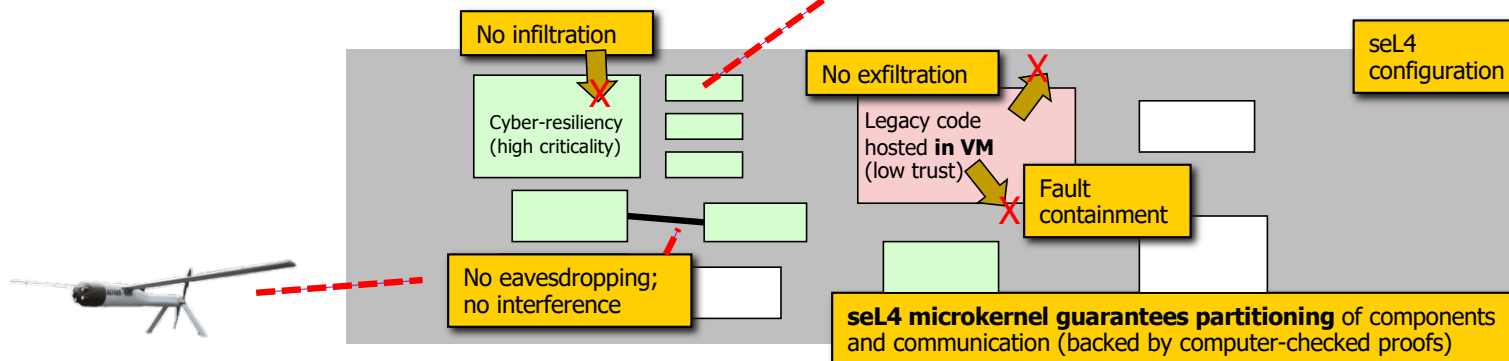 No infiltration
Cyber-resiliency
(high criticality)
No exfiltration
Legacy code
hosted in VM
(low trust)
Fault
containment
seL4
configuration
No eavesdropping;
no interference
seL4 microkernel guarantees partitioning of components
and communication (backed by computer-checked proofs)
X
X
X